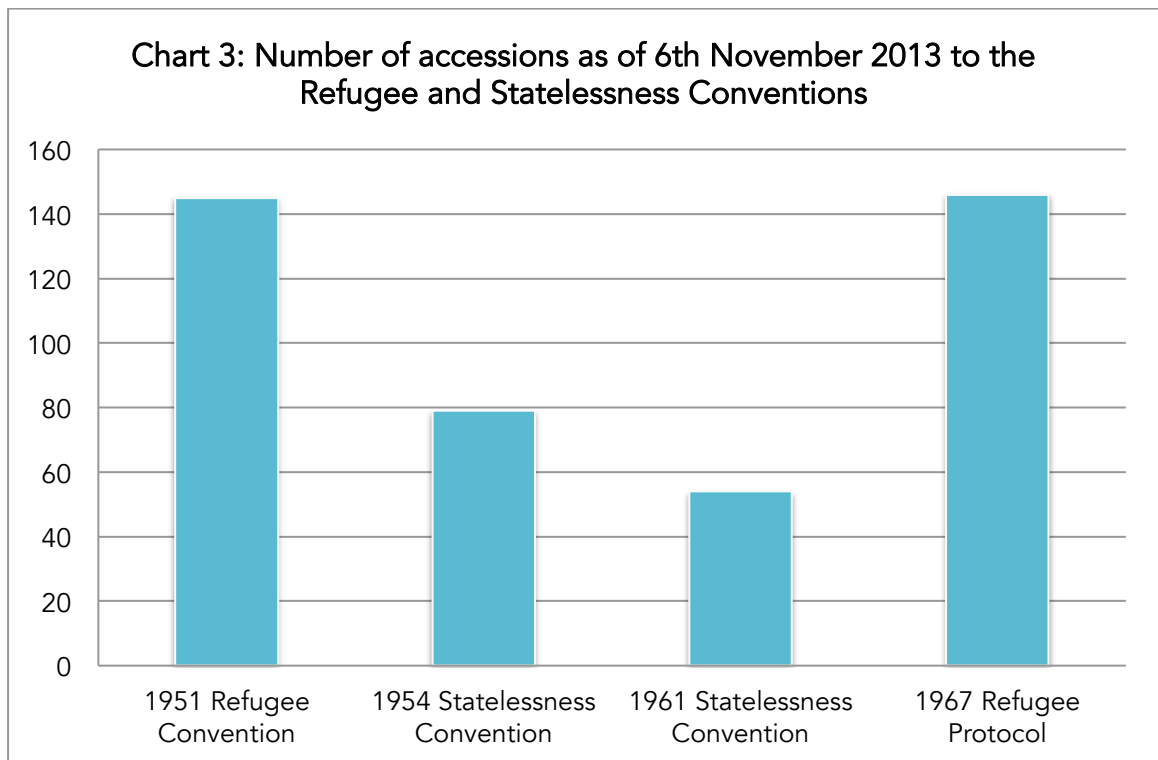 Chart 3: Number of accessions as of 6th November 2013 to the
Refugee and Statelessness Conventions
160
140
120
100
80
60
40
20
0
1951 Refugee
Convention
1954 Statelessness
Convention
1961 Statelessness
Convention
1967 Refugee
Protocol